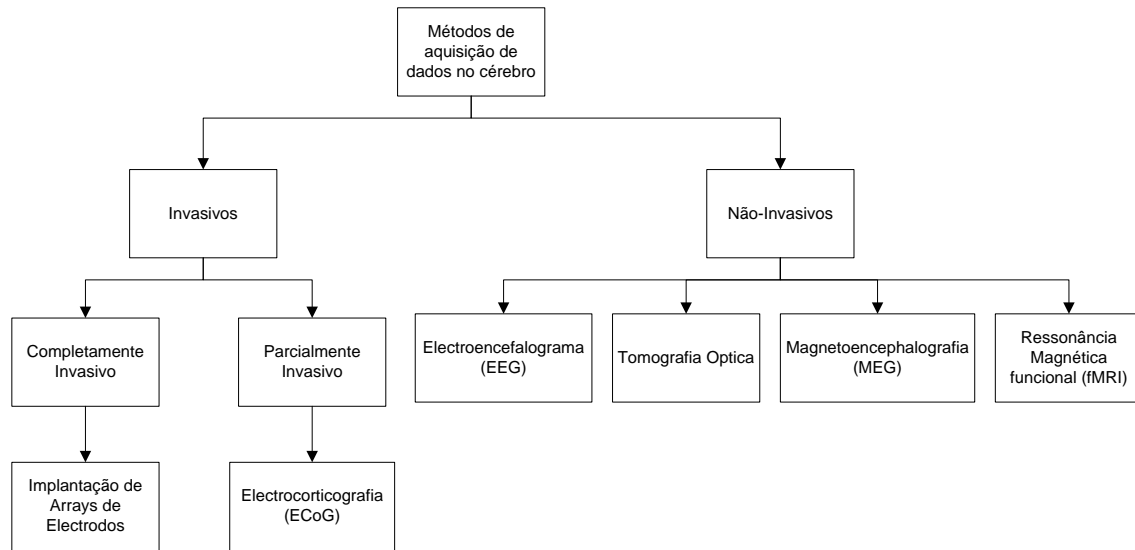 Métodos de
aquisição de
dados no cérebro
Invasivos
Não-Invasivos
Completamente
Invasivo
Parcialmente
Invasivo
Electroencefalograma
(EEG)
Tomografia Optica
Magnetoencephalografia
(MEG)
Ressonância
Magnética
funcional (fMRI)
Implantação de
Arrays de
Electrodos
Electrocorticografia
(ECoG)